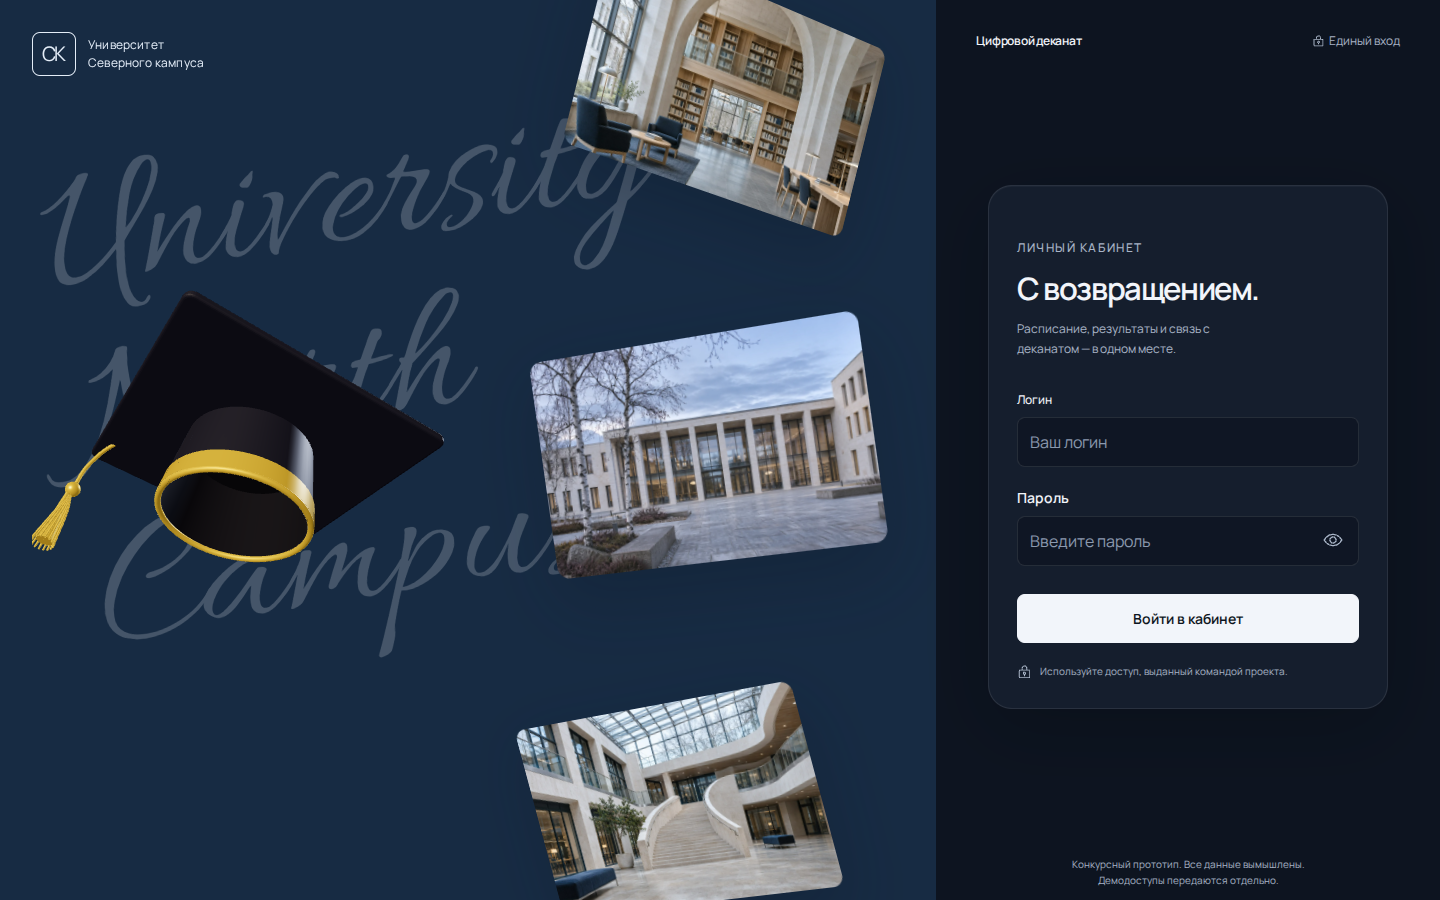 СК
Университет
Северного кампуса
University
North
Campus
Цифровой деканат
Единый вход
ЛИЧНЫЙ КАБИНЕТ
С возвращением.
Расписание, результаты и связь с
деканатом — в одном месте.
Логин
Ваш логин
Пароль
Введите пароль
Войти в кабинет
Используйте доступ, выданный командой проекта.
Конкурсный прототип. Все данные вымышлены.
Демодоступы передаются отдельно.